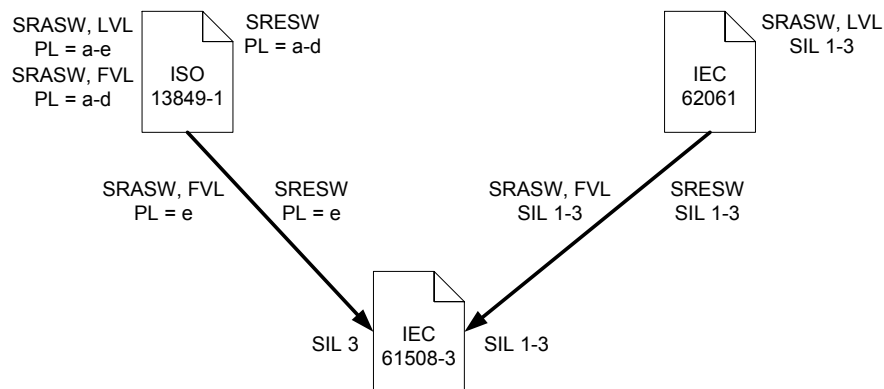 SRASW, LVL
PL = a-e
SRASW, FVL
PL = a-d
ISO
13849-1
SRESW
PL = a-d
IEC
62061
SRASW, LVL
SIL 1-3
SRASW, FVL
PL = e
SRESW
PL = e
SRASW, FVL
SIL 1-3
SRESW
SIL 1-3
SIL 3
IEC
61508-3
SIL 1-3